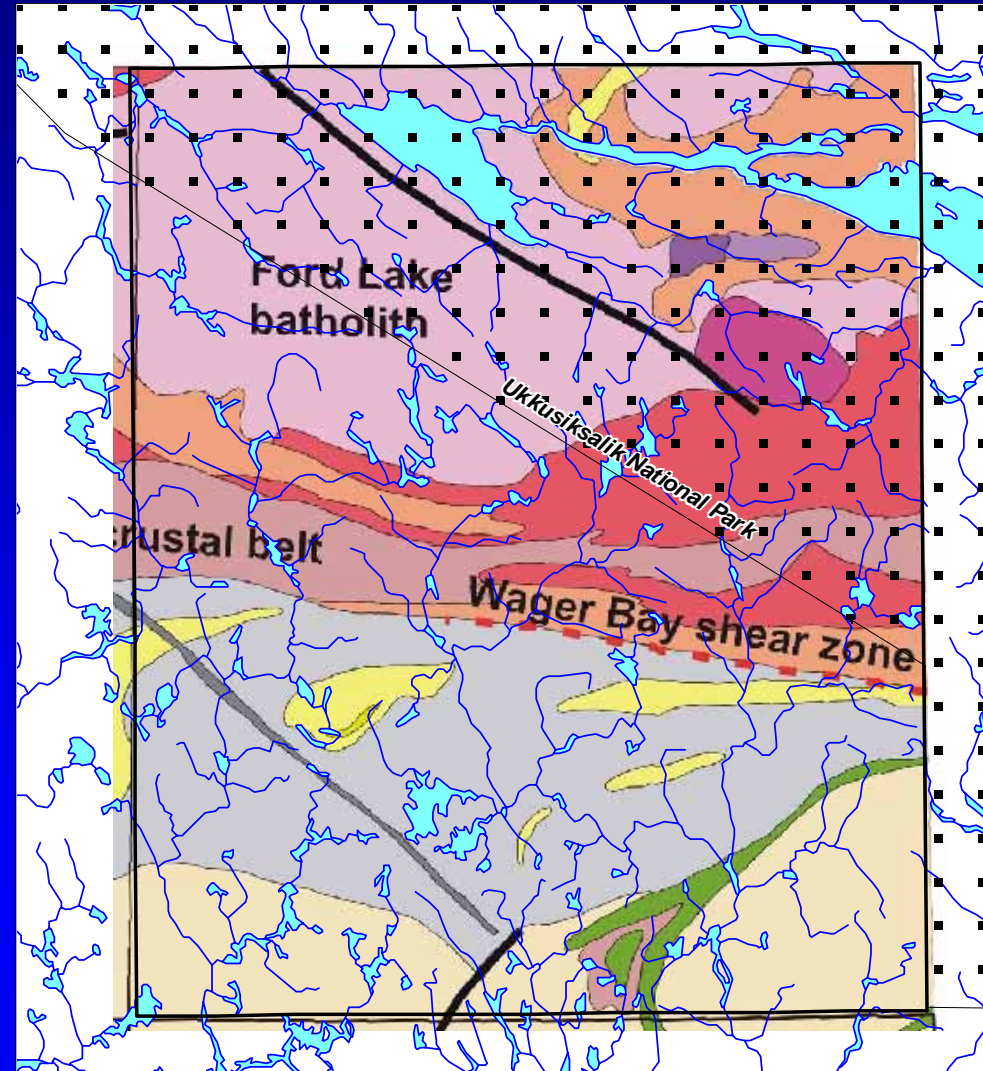 Ford Lake
batholith
Ukkusiksalik National Park
crustal belt
Wager Bay shear zone